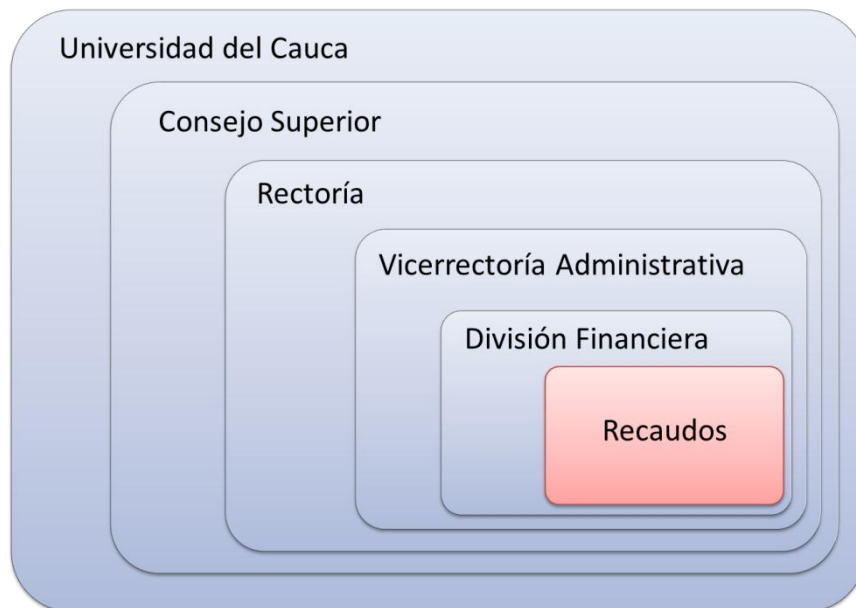 Universidad del Cauca
Consejo Superior
Rectoría
Vicerrectoría Administrativa
División Financiera
Recaudos